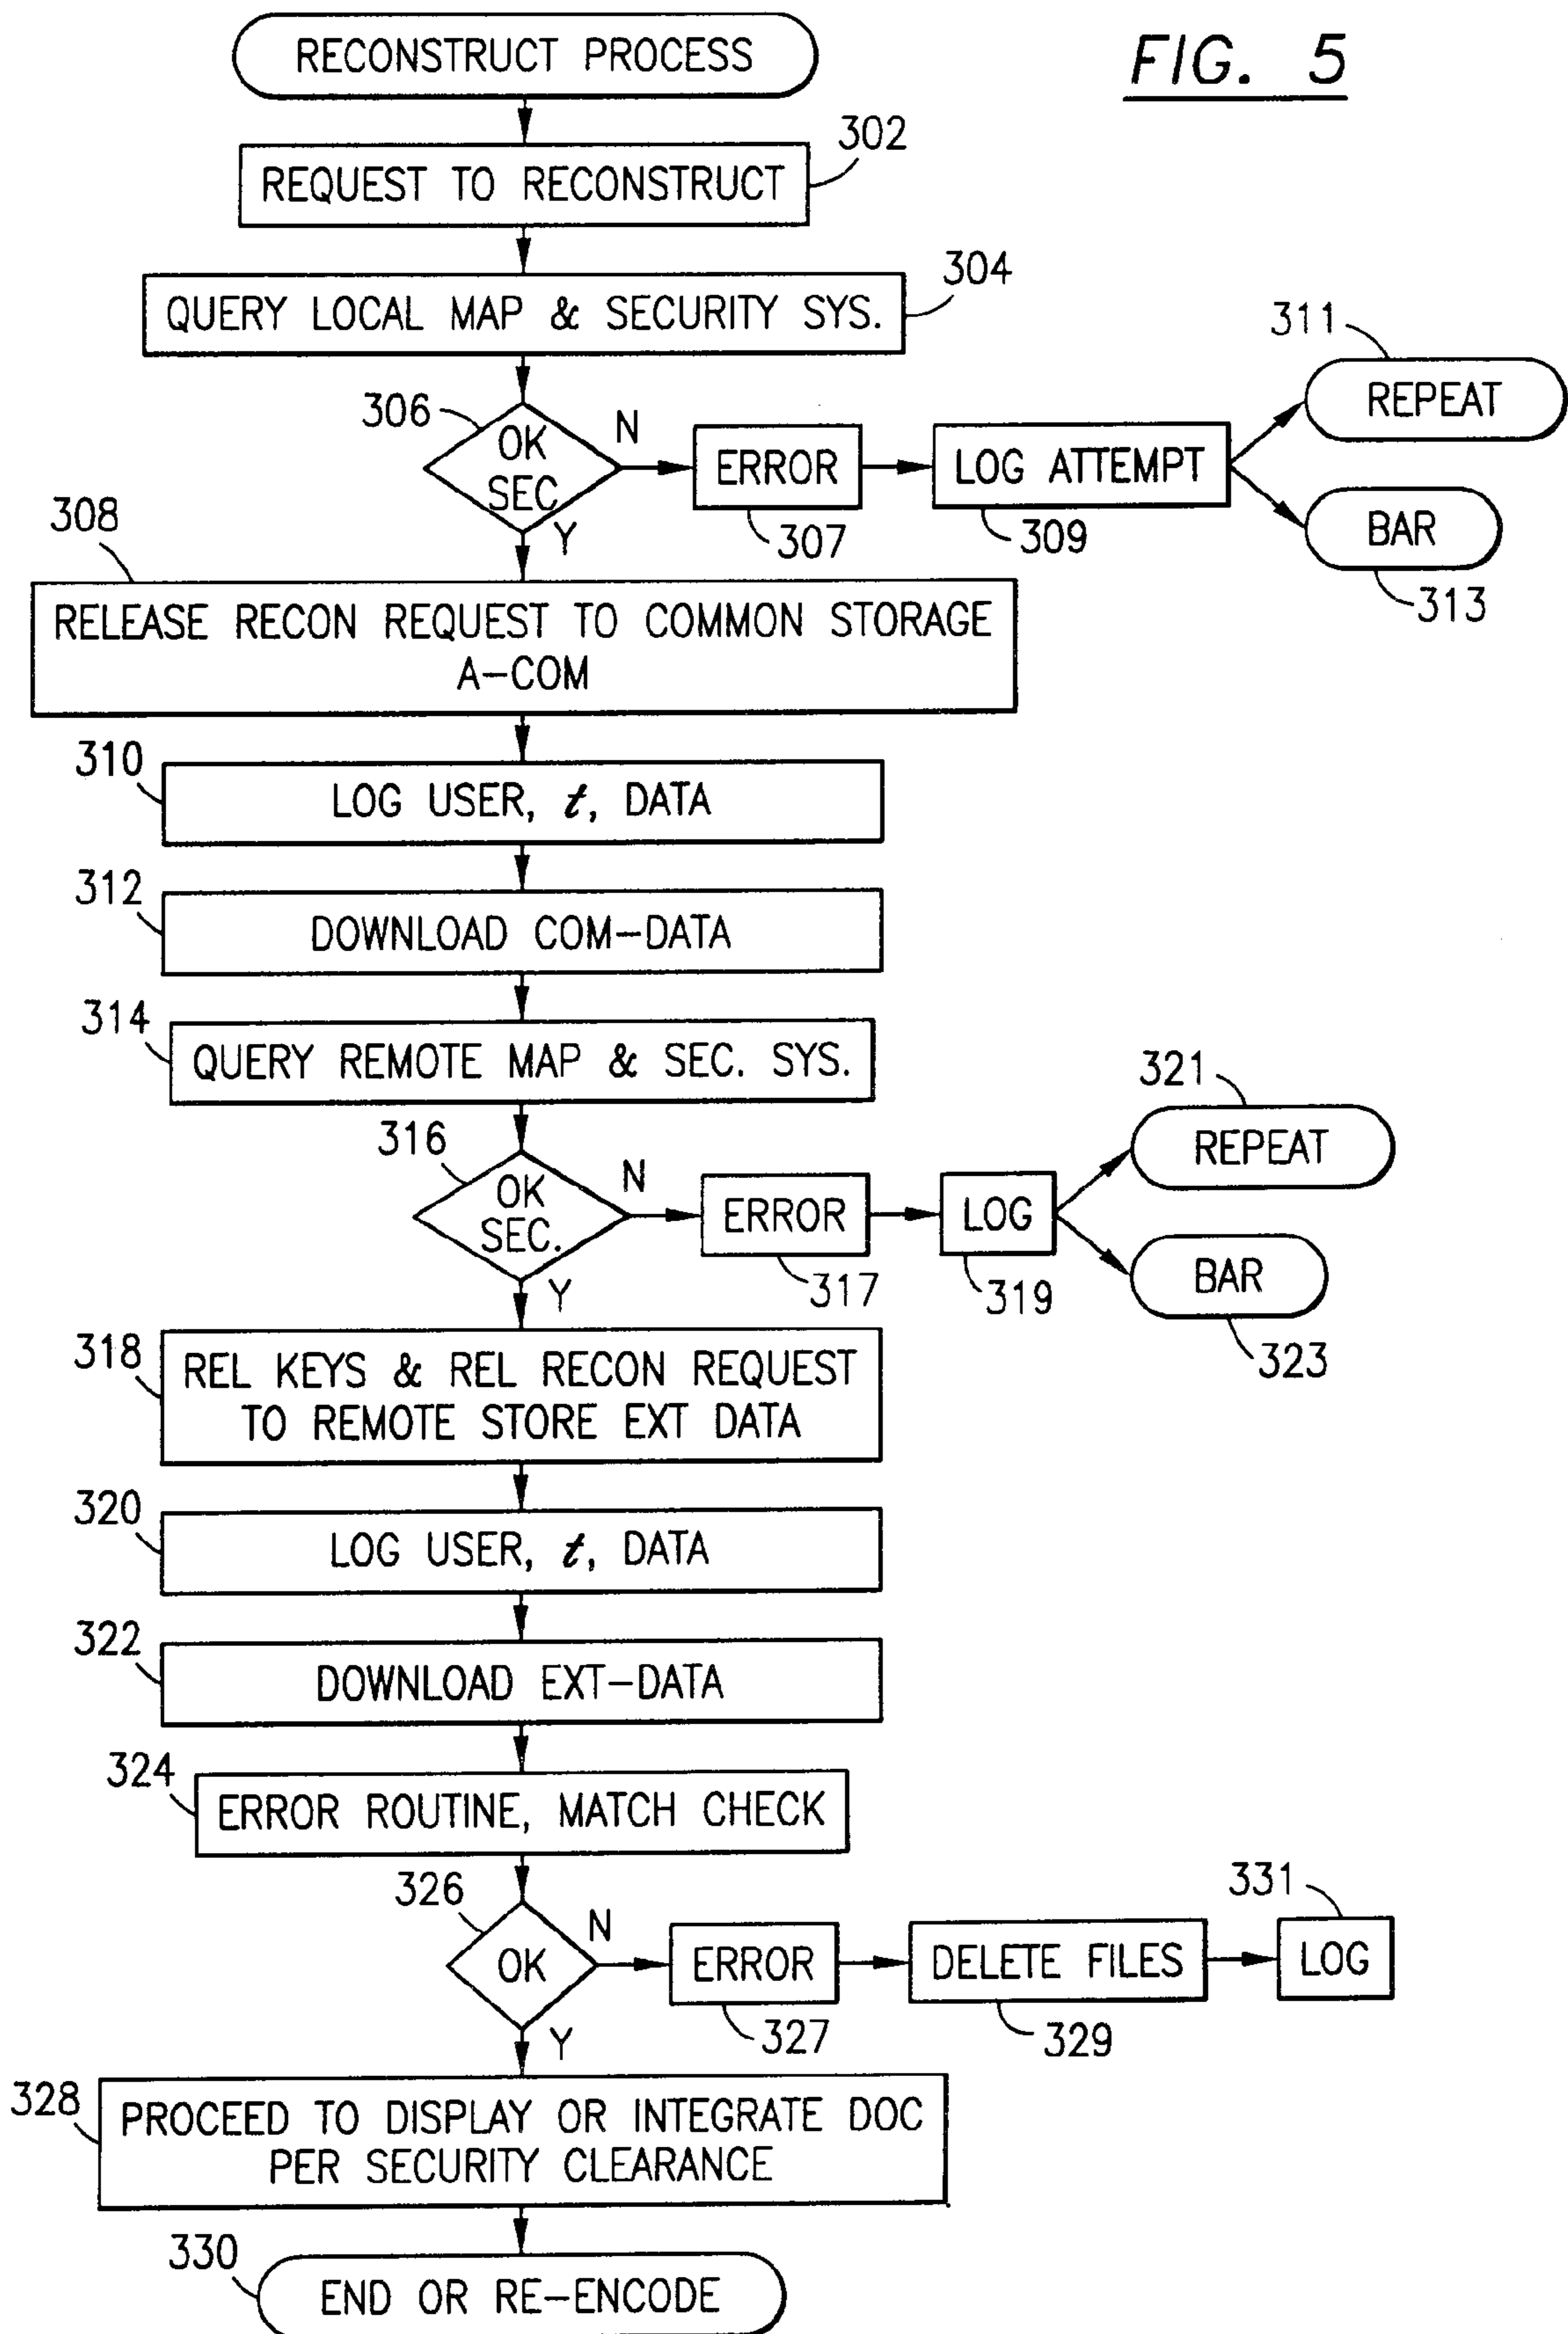 RECONSTRUCT PROCESS
FIG. 5
302
REQUEST TO RECONSTRUCT
304
QUERY LOCAL MAP & SECURITY SYS.
311
REPEAT
306
OK
SEC
N
ERROR
LOG ATTEMPT
307
309
BAR
313
Y
308
RELEASE RECON REQUEST TO COMMON STORAGE
A-COM
310
LOG USER, t, DATA
312
DOWNLOAD COM-DATA
314
QUERY REMOTE MAP & SEC. SYS.
321
REPEAT
316
OK
SEC.
N
ERROR
LOG
317
319
BAR
323
Y
318
REL KEYS & REL RECON REQUEST
TO REMOTE STORE EXT DATA
320
LOG USER, t, DATA
322
DOWNLOAD EXT-DATA
324
ERROR ROUTINE, MATCH CHECK
326
OK
N
ERROR
DELETE FILES
331
LOG
327
329
Y
328
PROCEED TO DISPLAY OR INTEGRATE DOC
PER SECURITY CLEARANCE
330
END OR RE-ENCODE